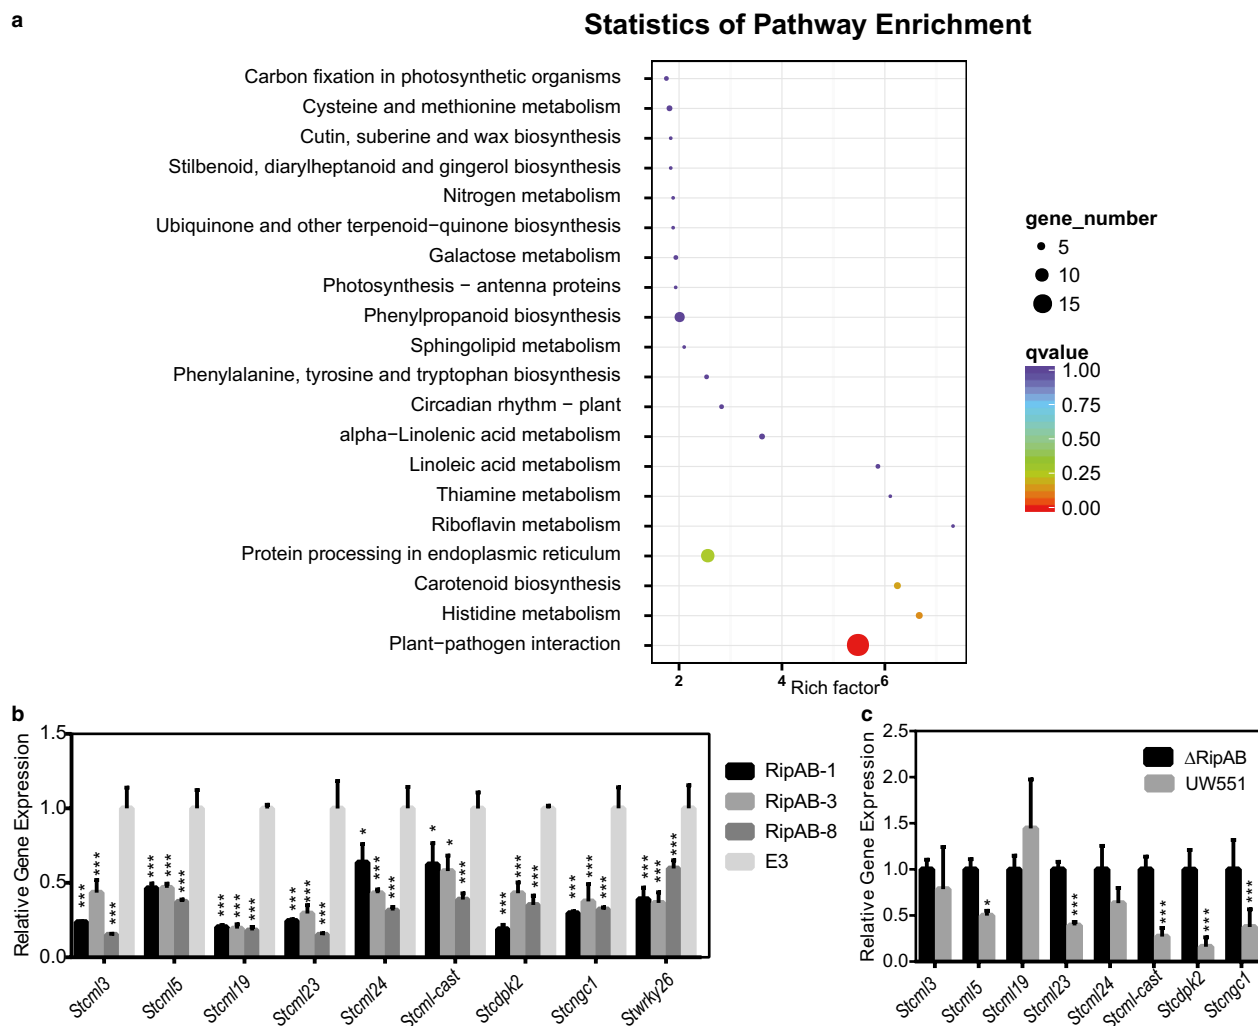 a
Statistics of Pathway Enrichment
Carbon fixation in photosynthetic organisms
Cysteine and methionine metabolism
Cutin, suberine and wax biosynthesis
Stilbenoid, diarylheptanoid and gingerol biosynthesis
Nitrogen metabolism
Ubiquinone and other terpenoid−quinone biosynthesis
Galactose metabolism
Photosynthesis − antenna proteins
Phenylpropanoid biosynthesis
Sphingolipid metabolism
Phenylalanine, tyrosine and tryptophan biosynthesis
Circadian rhythm − plant
alpha−Linolenic acid metabolism
Linoleic acid metabolism
Thiamine metabolism
Riboflavin metabolism
Protein processing in endoplasmic reticulum
Carotenoid biosynthesis
Histidine metabolism
Plant−pathogen interaction
2 4 6
Rich factor
gene_number
5
10
15
qvalue
1.00
0.75
0.50
0.25
0.00
b
Relative Gene Expression
1.5
1.0
0.5
0.0
*** *** ***
*** *** ***
*** *** ***
*** *** ***
* *** ***
* * ***
*** *** ***
*** *** ***
*** *** ***
Stcml3 Stcml5 Stcml19 Stcml23 Stcml24 Stcml-cast Stcdpk2 Stcngc1 Stwrky26
RipAB-1
RipAB-3
RipAB-8
E3
c
Relative Gene Expression
2.5
2.0
1.5
1.0
0.5
0.0
ΔRipAB
UW551
* *** *** *** ***
Stcml3 Stcml5 Stcml19 Stcml23 Stcml24 Stcml-cast Stcdpk2 Stcngc1